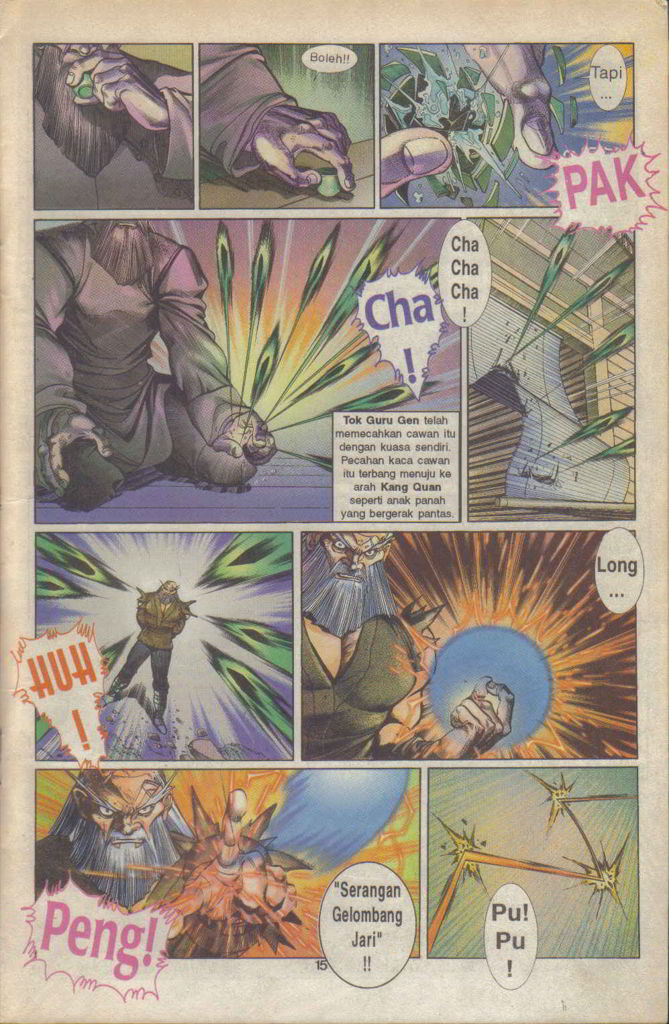 Boleh!!
Tapi
...
PAK
Cha
!
Cha
Cha
Cha
!
Tok Guru Gen telah
memecahkan cawan itu
dengan kuasa sendiri.
Pecahan kaca cawan
itu terbang menuju ke
arah Kang Quan
seperti anak panah
yang bergerak pantas.
HUH
!
Long
...
Peng!
"Serangan
Gelombang
Jari"
!!
Pu!
Pu
!
15